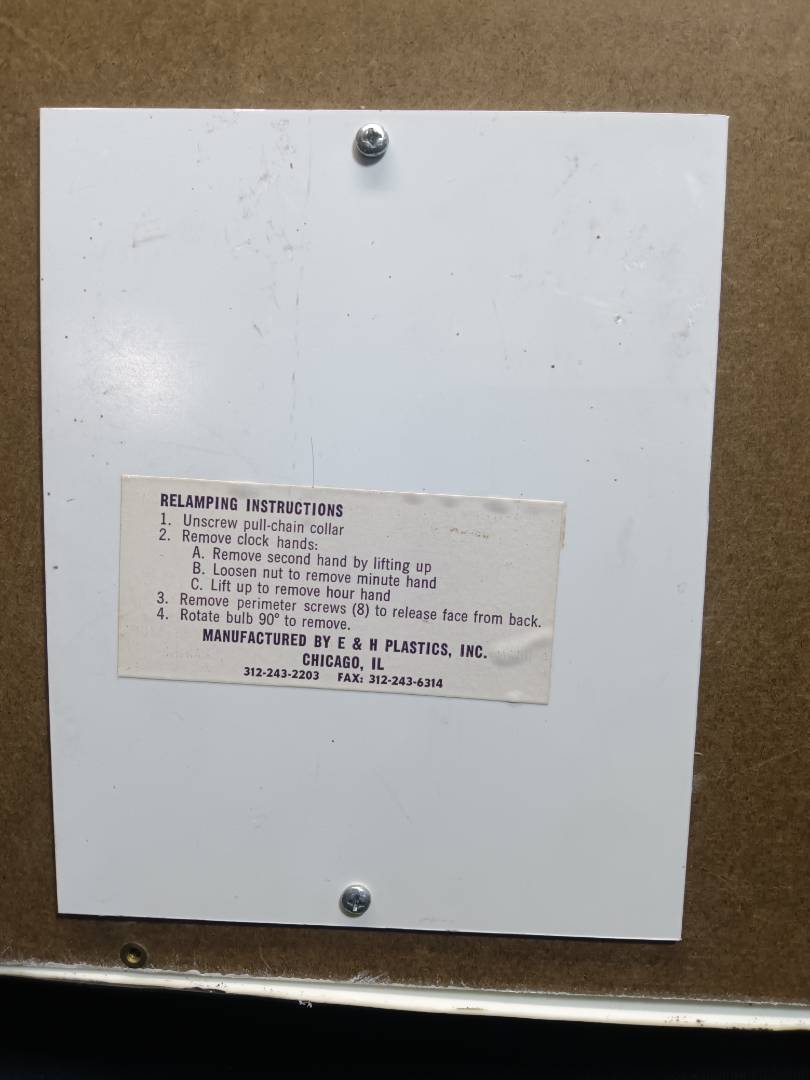 RELAMPING INSTRUCTIONS
1. Unscrew pull-chain collar
2. Remove clock hands:
A. Remove second hand by lifting up
B. Loosen nut to remove minute hand
C. Lift up to remove hour hand
3. Remove perimeter screws (8) to release face from back.
4. Rotate bulb 90° to remove.
MANUFACTURED BY E & H PLASTICS, INC.
CHICAGO, IL
312-243-2203 FAX: 312-243-6314